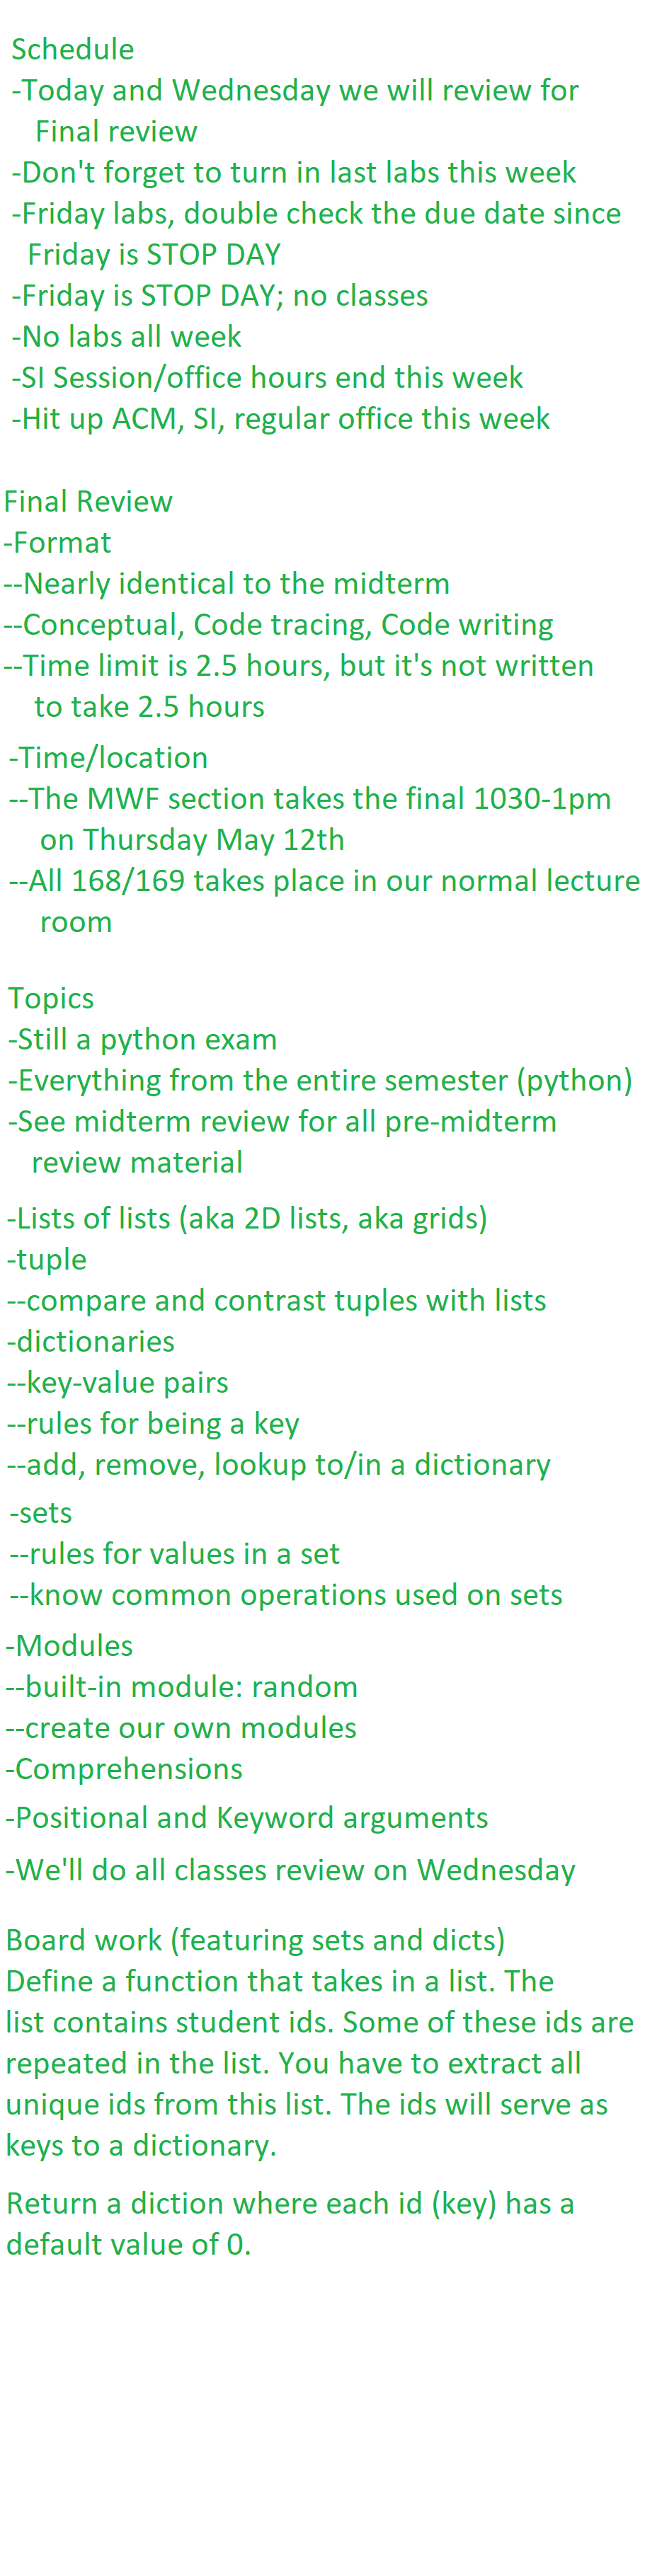 Schedule
-Today and Wednesday we will review for
Final review
-Don't forget to turn in last labs this week
-Friday labs, double check the due date since
Friday is STOP DAY
-Friday is STOP DAY; no classes
-No labs all week
-SI Session/office hours end this week
-Hit up ACM, SI, regular office this week
Final Review
-Format
--Nearly identical to the midterm
--Conceptual, Code tracing, Code writing
--Time limit is 2.5 hours, but it's not written
to take 2.5 hours
-Time/location
--The MWF section takes the final 1030-1pm
on Thursday May 12th
--All 168/169 takes place in our normal lecture
room
Topics
-Still a python exam
-Everything from the entire semester (python)
-See midterm review for all pre-midterm
review material
-Lists of lists (aka 2D lists, aka grids)
-tuple
--compare and contrast tuples with lists
-dictionaries
--key-value pairs
--rules for being a key
--add, remove, lookup to/in a dictionary
-sets
--rules for values in a set
--know common operations used on sets
-Modules
--built-in module: random
--create our own modules
-Comprehensions
-Positional and Keyword arguments
-We'll do all classes review on Wednesday
Board work (featuring sets and dicts)
Define a function that takes in a list. The
list contains student ids. Some of these ids are
repeated in the list. You have to extract all
unique ids from this list. The ids will serve as
keys to a dictionary.
Return a diction where each id (key) has a
default value of 0.